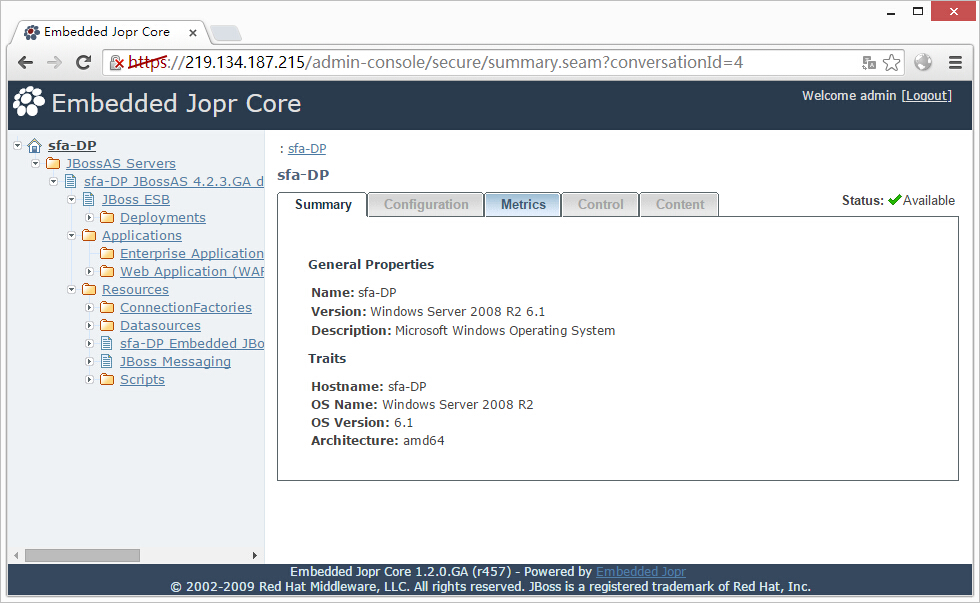 Embedded Jopr Core
https://219.134.187.215/admin-console/secure/summary.seam?conversationId=4
Embedded Jopr Core
Welcome admin [Logout]
sfa-DP
JBossAS Servers
sfa-DP JBossAS 4.2.3.GA d
JBoss ESB
Deployments
Applications
Enterprise Application
Web Application (WAR
Resources
ConnectionFactories
Datasources
sfa-DP Embedded JBo
JBoss Messaging
Scripts
: sfa-DP
sfa-DP
Summary Configuration Metrics Control Content
Status: Available
General Properties
Name: sfa-DP
Version: Windows Server 2008 R2 6.1
Description: Microsoft Windows Operating System
Traits
Hostname: sfa-DP
OS Name: Windows Server 2008 R2
OS Version: 6.1
Architecture: amd64
Embedded Jopr Core 1.2.0.GA (r457) - Powered by Embedded Jopr
© 2002-2009 Red Hat Middleware, LLC. All rights reserved. JBoss is a registered trademark of Red Hat, Inc.